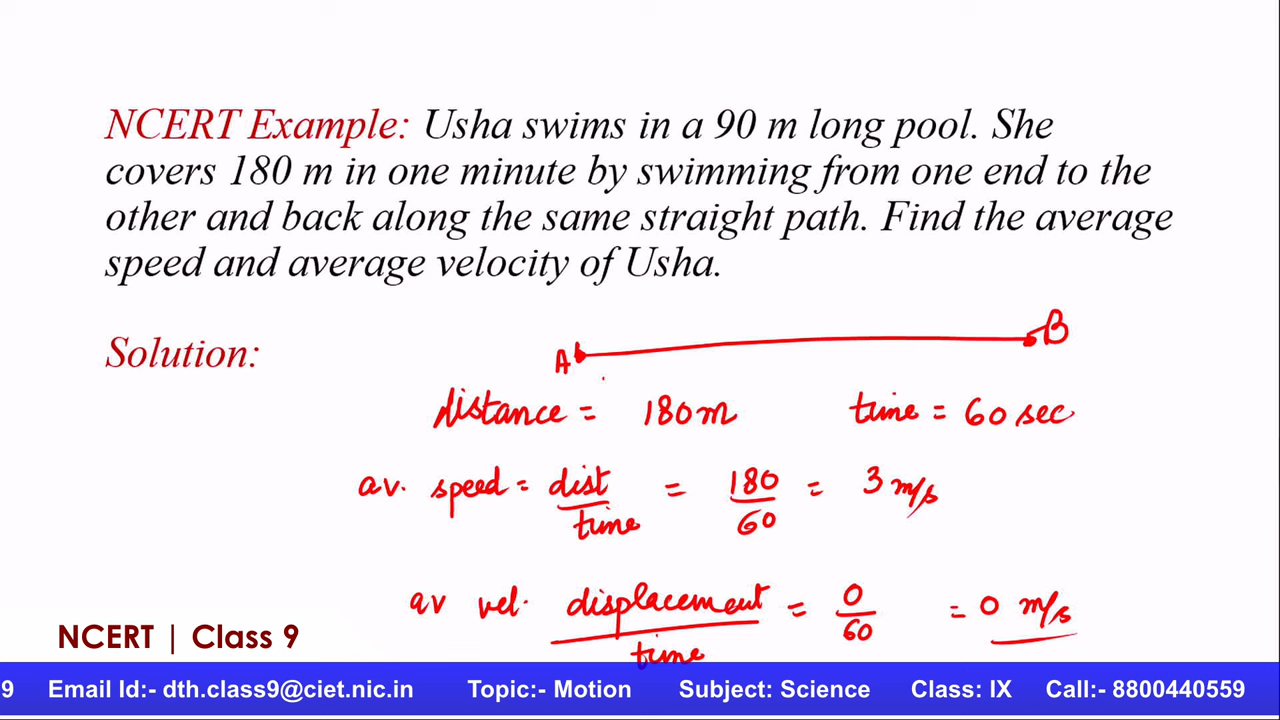 NCERT Example: Usha swims in a 90 m long pool. She
covers 180 m in one minute by swimming from one end to the
other and back along the same straight path. Find the average
speed and average velocity of Usha.
Solution:
A B
distance = 180m time = 60 sec
av. speed = dist/time = 180/60 = 3 m/s
av vel. displacement/time = 0/60 = 0 m/s
NCERT | Class 9
9 Email Id:- dth.class9@ciet.nic.in Topic:- Motion Subject: Science Class: IX Call:- 8800440559